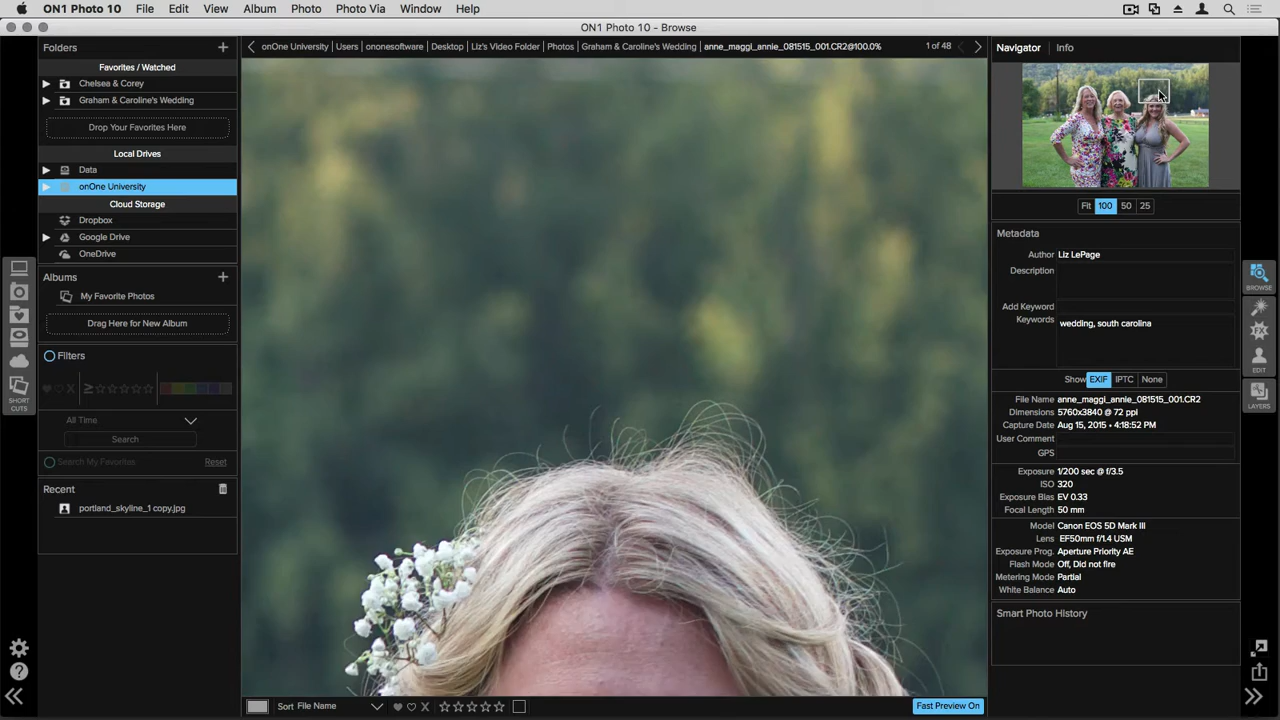 ON1 Photo 10 File Edit View Album Photo Photo Via Window Help
ON1 Photo 10 - Browse
Folders
Favorites / Watched
Chelsea & Corey
Graham & Caroline's Wedding
Drop Your Favorites Here
Local Drives
Data
onOne University
Cloud Storage
Dropbox
Google Drive
OneDrive
Albums
My Favorite Photos
Drag Here for New Album
Filters
All Time
Search
Search My Favorites Reset
Recent
portland_skyline_1 copy.jpg
SHORT
CUTS
onOne University Users ononesoftware Desktop Liz's Video Folder Photos Graham & Caroline's Wedding anne_maggi_annie_081515_001.CR2@100.0% 1 of 48
Sort File Name
Fast Preview On
Navigator Info
Fit 100 50 25
Metadata
Author Liz LePage
Description
Add Keyword
Keywords wedding, south carolina
Show EXIF IPTC None
File Name anne_maggi_annie_081515_001.CR2
Dimensions 5760x3840 @ 72 ppi
Capture Date Aug 15, 2015 • 4:18:52 PM
User Comment
GPS
Exposure 1/200 sec @ f/3.5
ISO 320
Exposure Bias EV 0.33
Focal Length 50 mm
Model Canon EOS 5D Mark III
Lens EF50mm f/1.4 USM
Exposure Prog. Aperture Priority AE
Flash Mode Off, Did not fire
Metering Mode Partial
White Balance Auto
Smart Photo History
BROWSE
FX
EDIT
LAYERS